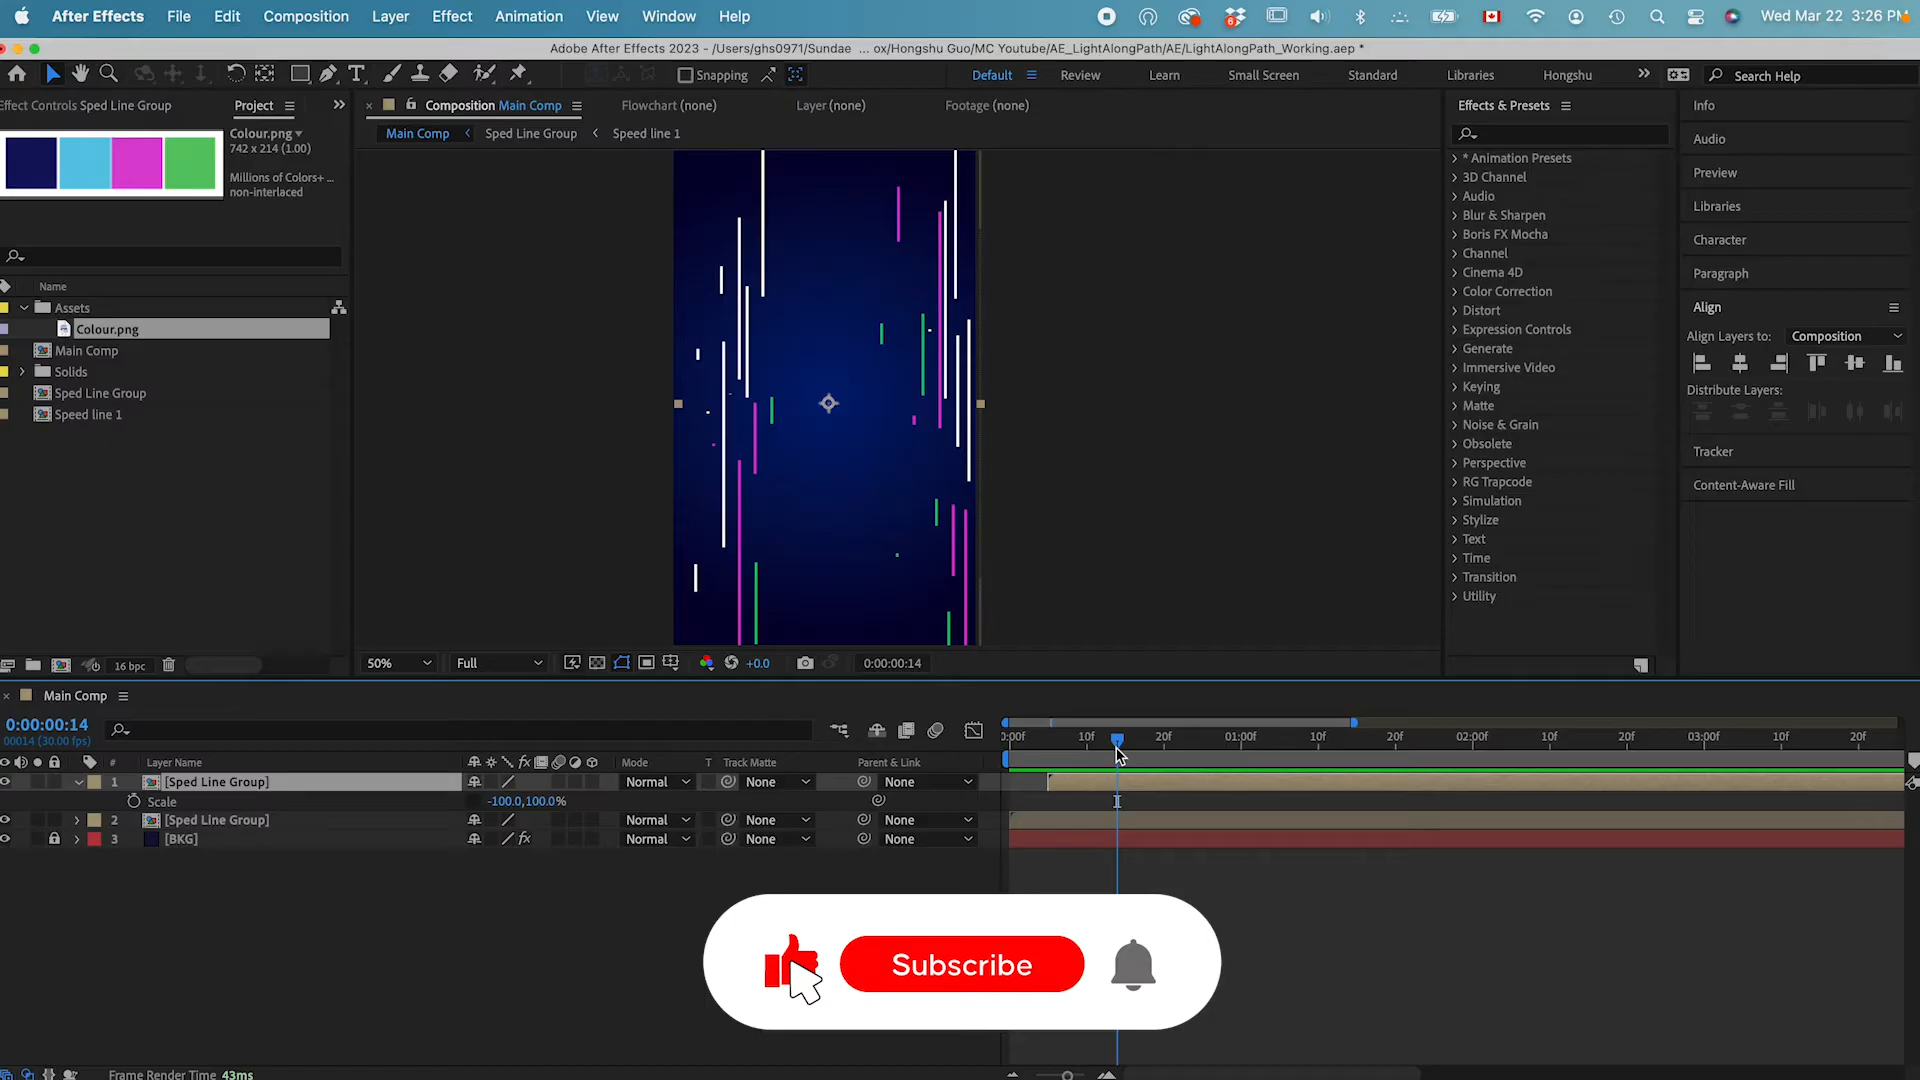 After Effects File Edit Composition Layer Effect Animation View Window Help 6 Wed Mar 22 3:26 PM
Adobe After Effects 2023 - /Users/ghs0971/Sundae ... ox/Hongshu Guo/MC Youtube/AE_LightAlongPath/AE/LightAlongPath_Working.aep *
Snapping Default Review Learn Small Screen Standard Libraries Hongshu Search Help
Effect Controls Sped Line Group Project Composition Main Comp Flowchart (none) Layer (none) Footage (none) Effects & Presets Info
Main Comp Sped Line Group Speed line 1
Colour.png
742 x 214 (1.00)
Millions of Colors+ ...
non-interlaced
Name
Assets
Colour.png
Main Comp
Solids
Sped Line Group
Speed line 1
16 bpc
50% Full +0.0 0:00:00:14
* Animation Presets
3D Channel
Audio
Blur & Sharpen
Boris FX Mocha
Channel
Cinema 4D
Color Correction
Distort
Expression Controls
Generate
Immersive Video
Keying
Matte
Noise & Grain
Obsolete
Perspective
RG Trapcode
Simulation
Stylize
Text
Time
Transition
Utility
Audio
Preview
Libraries
Character
Paragraph
Align
Align Layers to: Composition
Distribute Layers:
Tracker
Content-Aware Fill
Main Comp
0:00:00:14
00014 (30.00 fps)
0:00f 10f 20f 01:00f 10f 20f 02:00f 10f 20f 03:00f 10f 20f
# Layer Name Mode T Track Matte Parent & Link
1 [Sped Line Group] Normal None None
Scale -100.0,100.0%
2 [Sped Line Group] Normal None None
3 [BKG] fx Normal None None
Subscribe
Frame Render Time 43ms